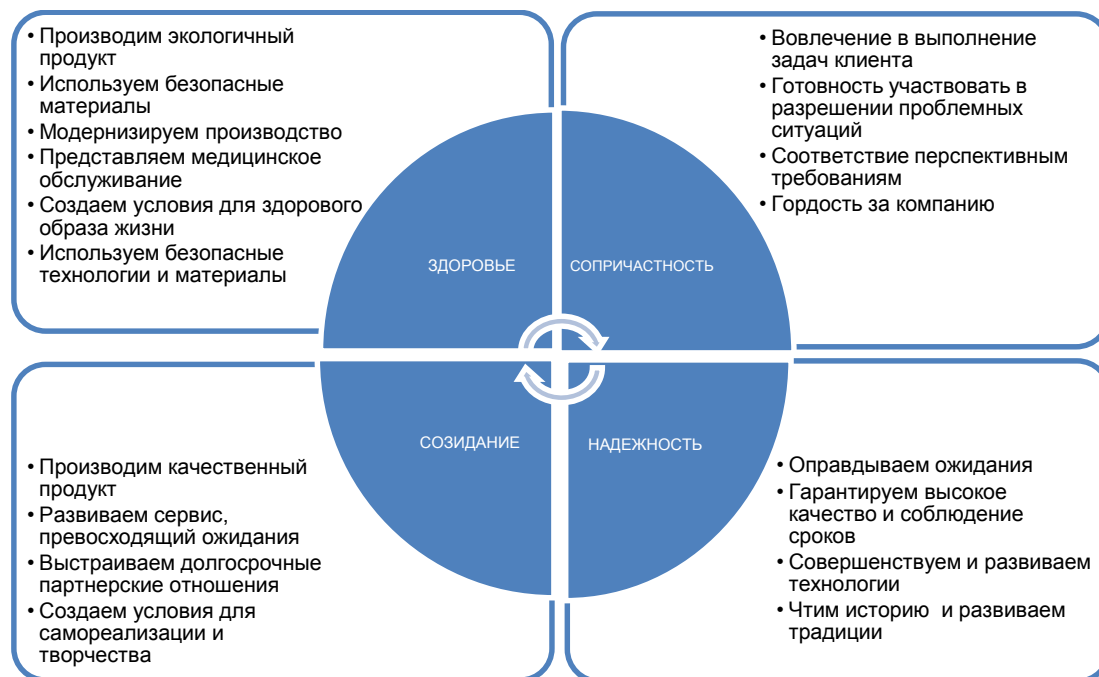 • Производим экологичный
продукт
• Используем безопасные
материалы
• Модернизируем производство
• Представляем медицинское
обслуживание
• Создаем условия для здорового
образа жизни
• Используем безопасные
технологии и материалы
• Вовлечение в выполнение
задач клиента
• Готовность участвовать в
разрешении проблемных
ситуаций
• Соответствие перспективным
требованиям
• Гордость за компанию
ЗДОРОВЬЕ
СОПРИЧАСТНОСТЬ
СОЗИДАНИЕ
НАДЕЖНОСТЬ
• Производим качественный
продукт
• Развиваем сервис,
превосходящий ожидания
• Выстраиваем долгосрочные
партнерские отношения
• Создаем условия для
самореализации и
творчества
• Оправдываем ожидания
• Гарантируем высокое
качество и соблюдение
сроков
• Совершенствуем и развиваем
технологии
• Чтим историю  и развиваем
традиции